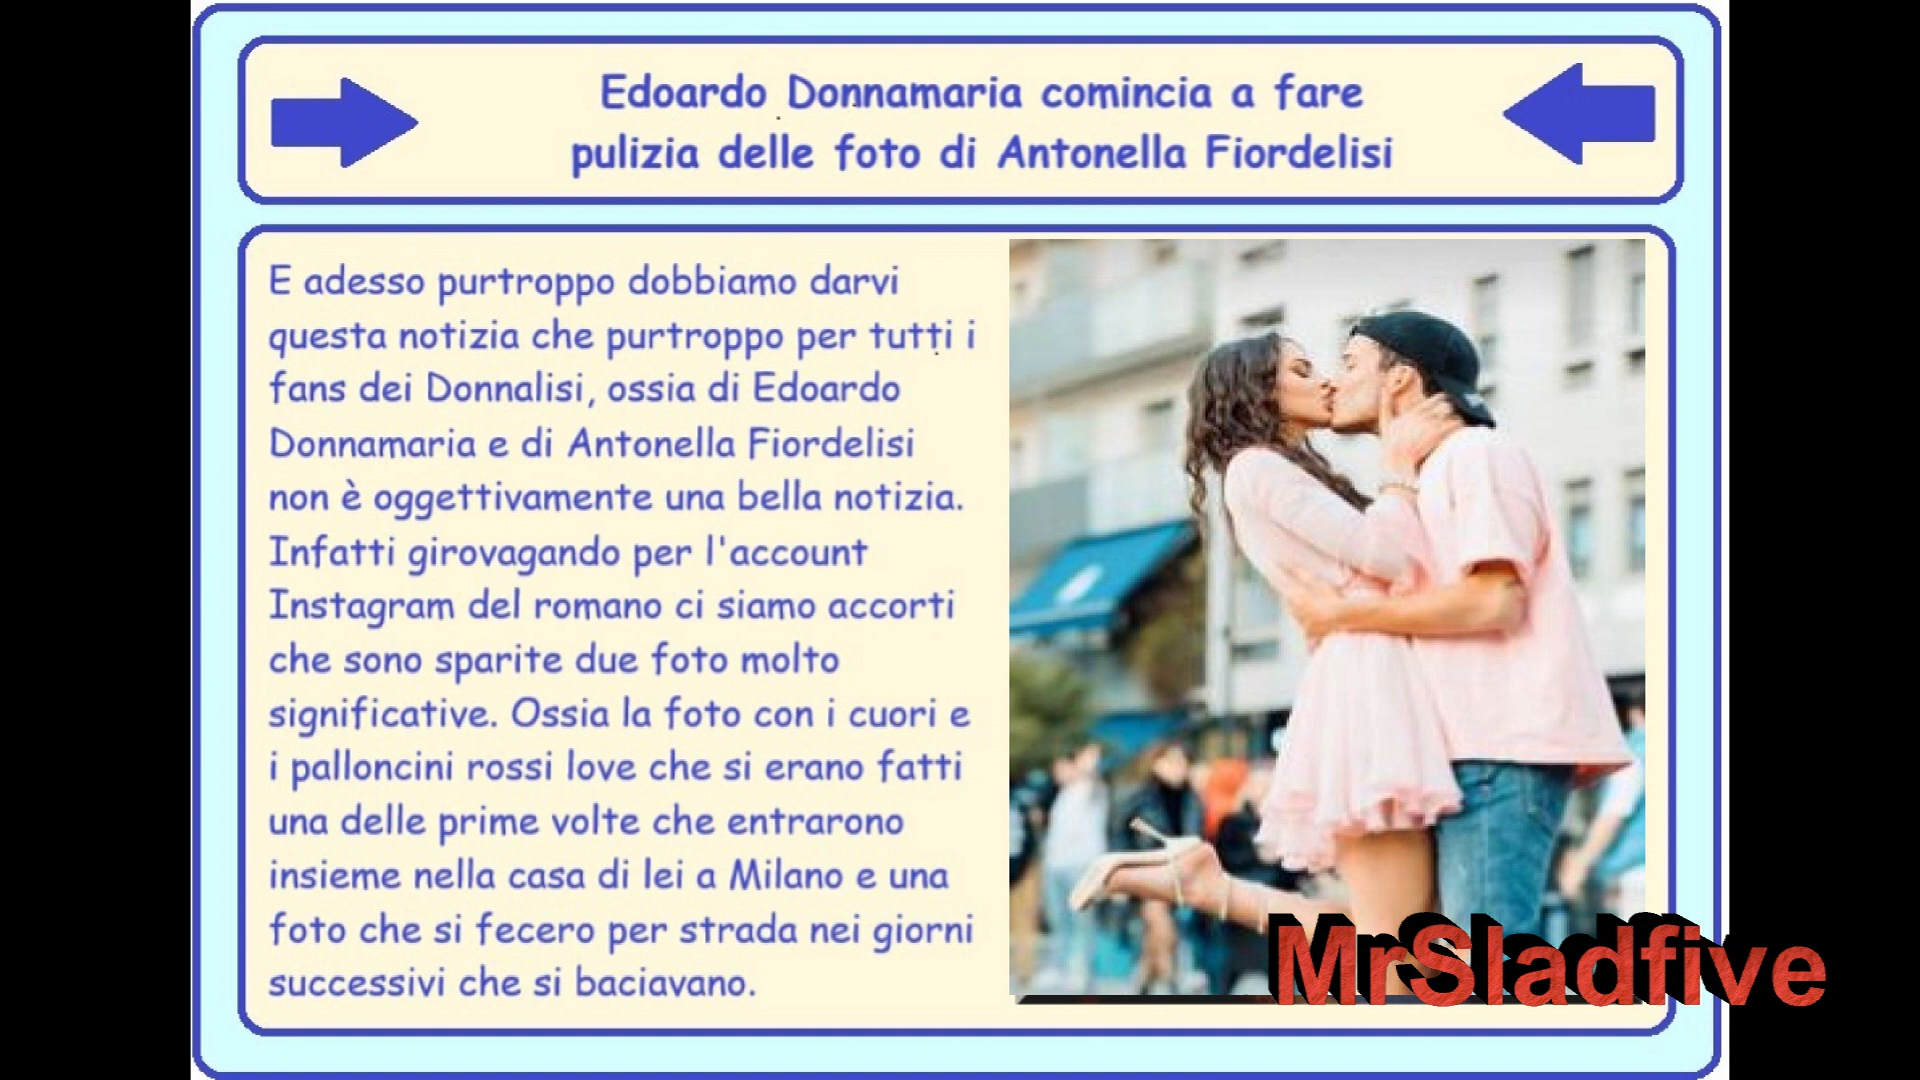 Edoardo Donnamaria comincia a fare
pulizia delle foto di Antonella Fiordelisi
E adesso purtroppo dobbiamo darvi
questa notizia che purtroppo per tutti i
fans dei Donnalisi, ossia di Edoardo
Donnamaria e di Antonella Fiordelisi
non è oggettivamente una bella notizia.
Infatti girovagando per l'account
Instagram del romano ci siamo accorti
che sono sparite due foto molto
significative. Ossia la foto con i cuori e
i palloncini rossi love che si erano fatti
una delle prime volte che entrarono
insieme nella casa di lei a Milano e una
foto che si fecero per strada nei giorni
successivi che si baciavano.
MrSladfive